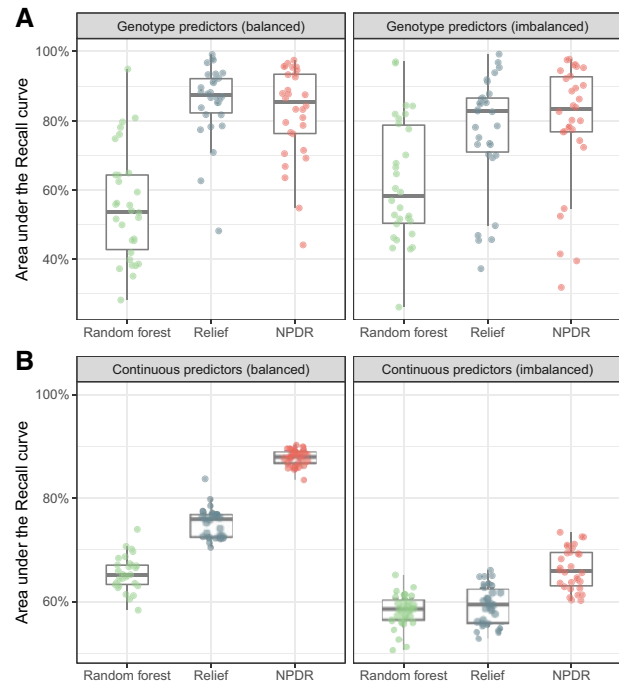 A
Genotype predictors (balanced)
Genotype predictors (imbalanced)
Area under the Recall curve
100%
80%
60%
40%
Random forest Relief NPDR
Random forest Relief NPDR
B
Continuous predictors (balanced)
Continuous predictors (imbalanced)
Area under the Recall curve
100%
80%
60%
Random forest Relief NPDR
Random forest Relief NPDR